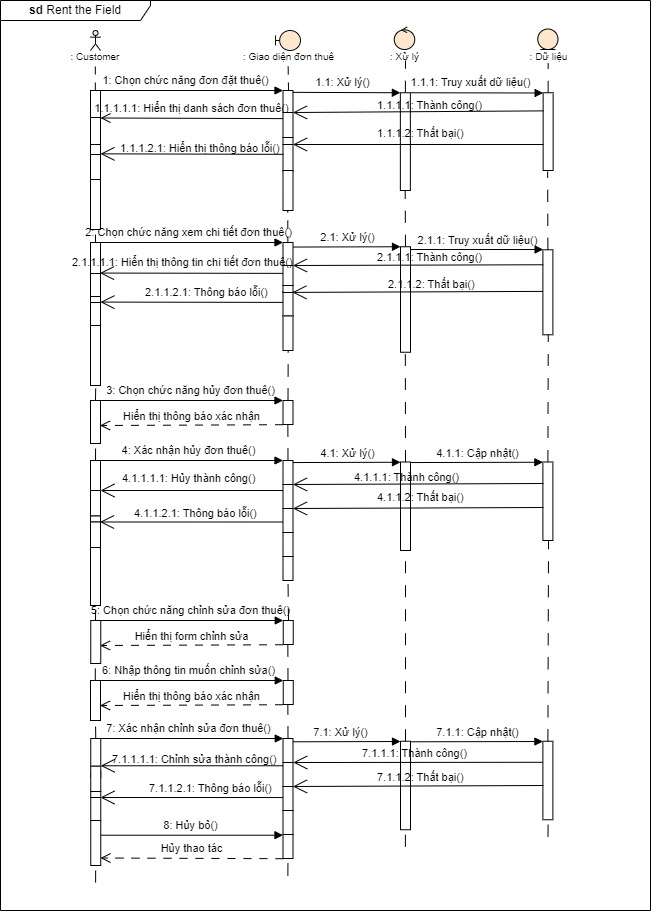 sd Rent the Field
: Customer
: Giao diện đơn thuê
: Xử lý
: Dữ liệu
1: Chọn chức năng đơn đặt thuê()
1.1: Xử lý()
1.1.1: Truy xuất dữ liệu()
1.1.1.1.1: Hiển thị danh sách đơn thuê()
1.1.1.1: Thành công()
1.1.1.2: Thất bại()
1.1.1.2.1: Hiển thị thông báo lỗi()
2: Chọn chức năng xem chi tiết đơn thuê()
2.1: Xử lý()
2.1.1: Truy xuất dữ liệu()
2.1.1.1.1: Hiển thị thông tin chi tiết đơn thuê()
2.1.1.1: Thành công()
2.1.1.2: Thất bại()
2.1.1.2.1: Thông báo lỗi()
3: Chọn chức năng hủy đơn thuê()
Hiển thị thông báo xác nhận
4: Xác nhận hủy đơn thuê()
4.1: Xử lý()
4.1.1: Cập nhật()
4.1.1.1.1: Hủy thành công()
4.1.1.1: Thành công()
4.1.1.2: Thất bại()
4.1.1.2.1: Thông báo lỗi()
5: Chọn chức năng chỉnh sửa đơn thuê()
Hiển thị form chỉnh sửa
6: Nhập thông tin muốn chỉnh sửa()
Hiển thị thông báo xác nhận
7: Xác nhận chỉnh sửa đơn thuê()
7.1: Xử lý()
7.1.1: Cập nhật()
7.1.1.1.1: Chỉnh sửa thành công()
7.1.1.1: Thành công()
7.1.1.2: Thất bại()
7.1.1.2.1: Thông báo lỗi()
8: Hủy bỏ()
Hủy thao tác